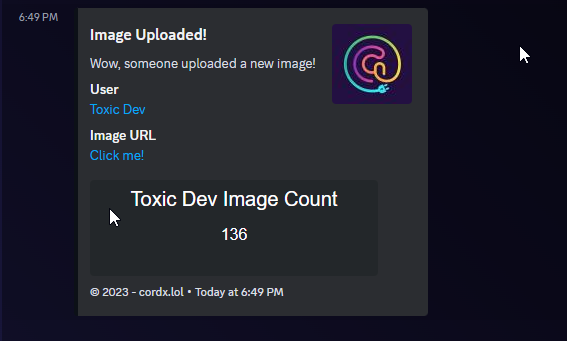 6:49 PM
Image Uploaded!
Wow, someone uploaded a new image!
User
Toxic Dev
Image URL
Click me!
Toxic Dev Image Count
136
© 2023 - cordx.lol • Today at 6:49 PM